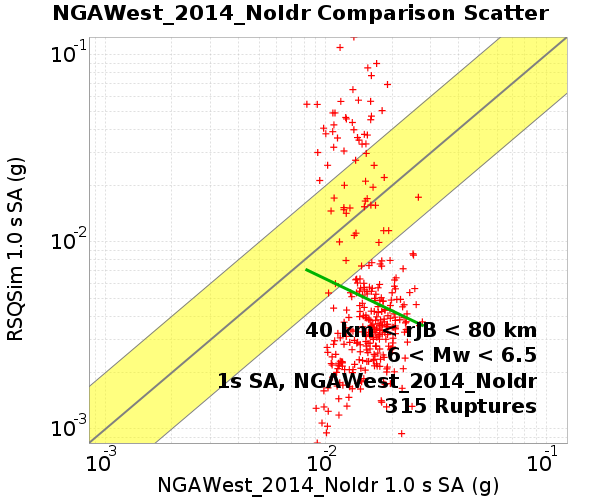 NGAWest_2014_NoIdr Comparison Scatter
RSQSim 1.0 s SA (g)
10-1
10-2
10-3
40 km < rJB < 80 km
6 < Mw < 6.5
1s SA, NGAWest_2014_NoIdr
315 Ruptures
10-3 10-2 10-1
NGAWest_2014_NoIdr 1.0 s SA (g)